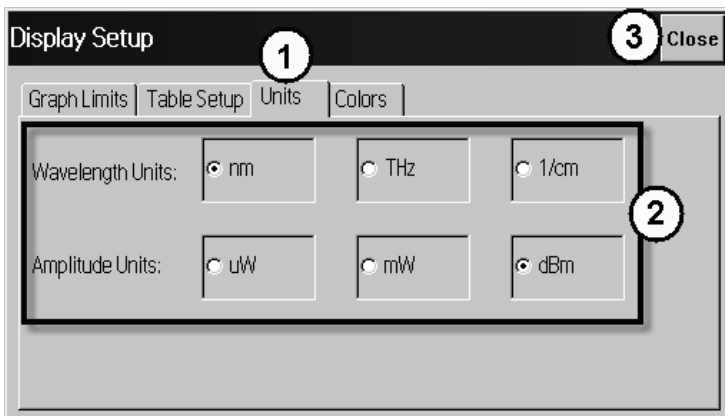 Display Setup
1
3
Close
Graph Limits
Table Setup
Units
Colors
Wavelength Units:
nm
THz
1/cm
2
Amplitude Units:
uW
mW
dBm